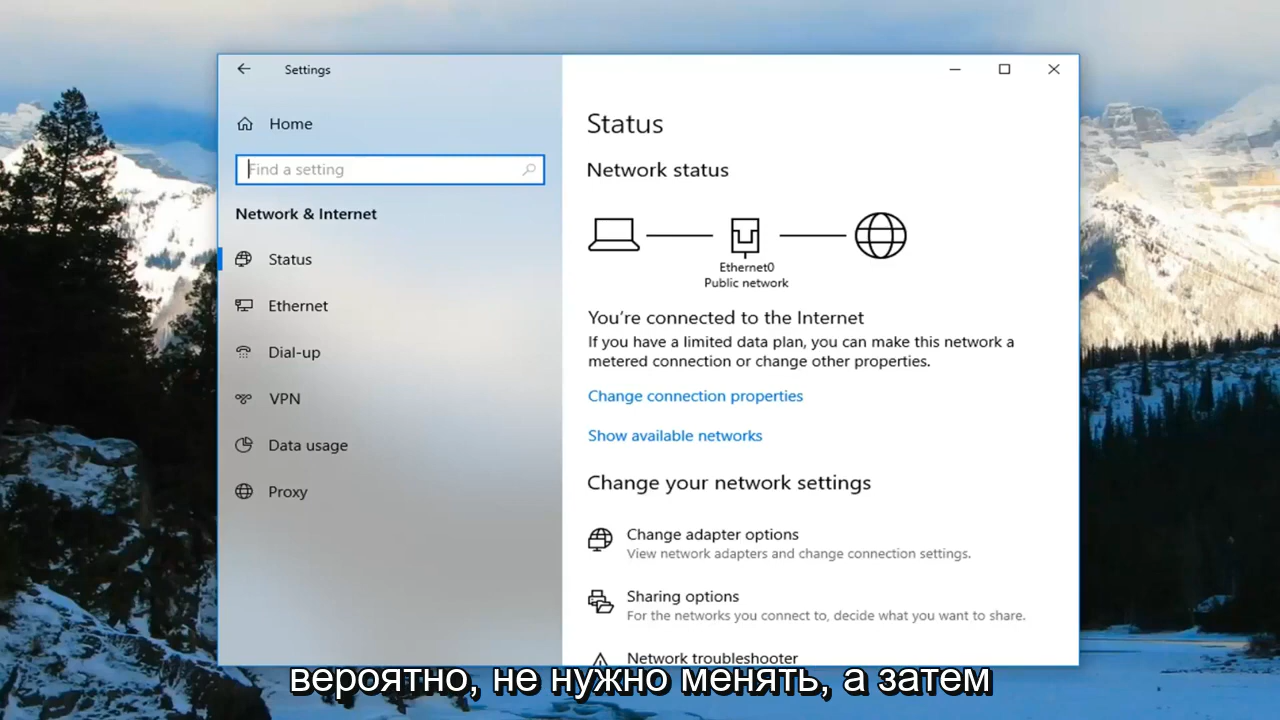 Settings
Home
Find a setting
Network & Internet
Status
Ethernet
Dial-up
VPN
Data usage
Proxy
Status
Network status
Ethernet0
Public network
You're connected to the Internet
If you have a limited data plan, you can make this network a
metered connection or change other properties.
Change connection properties
Show available networks
Change your network settings
Change adapter options
View network adapters and change connection settings.
Sharing options
For the networks you connect to, decide what you want to share.
Network troubleshooter
вероятно, не нужно менять, а затем